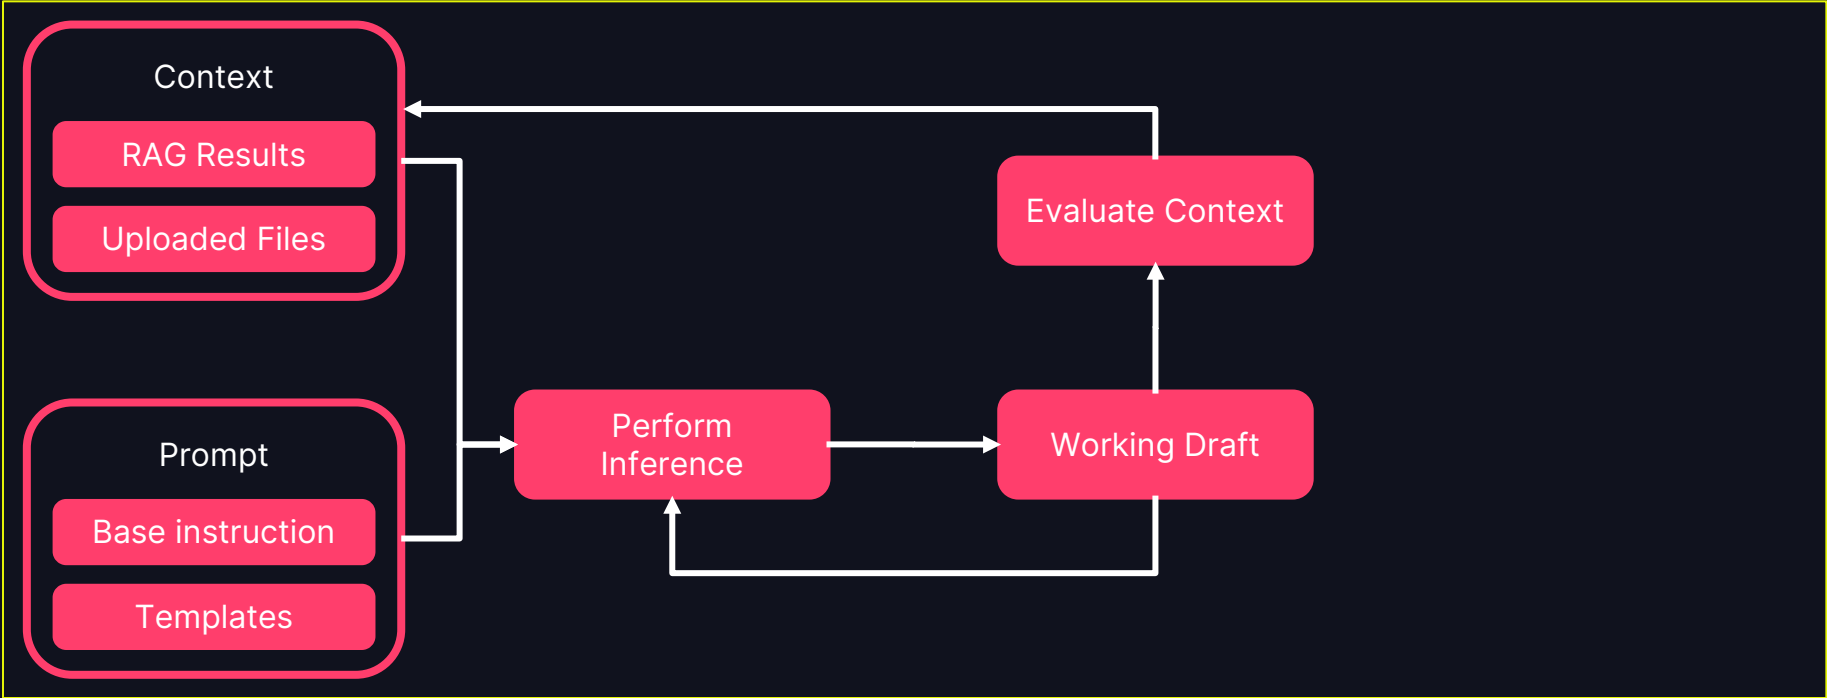 Context
RAG Results
Uploaded Files
Evaluate Context
Prompt
Base instruction
Templates
Perform
Inference
Working Draft